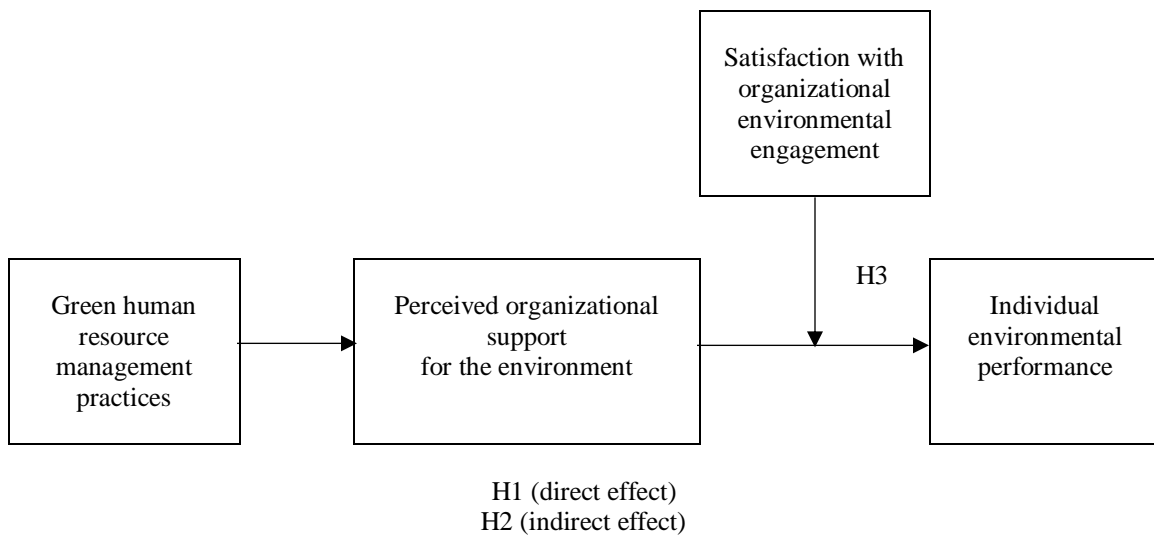 Satisfaction with
organizational
environmental
engagement
H3
Green human
resource
management
practices
Perceived organizational
support
for the environment
Individual
environmental
performance
H1 (direct effect)
H2 (indirect effect)